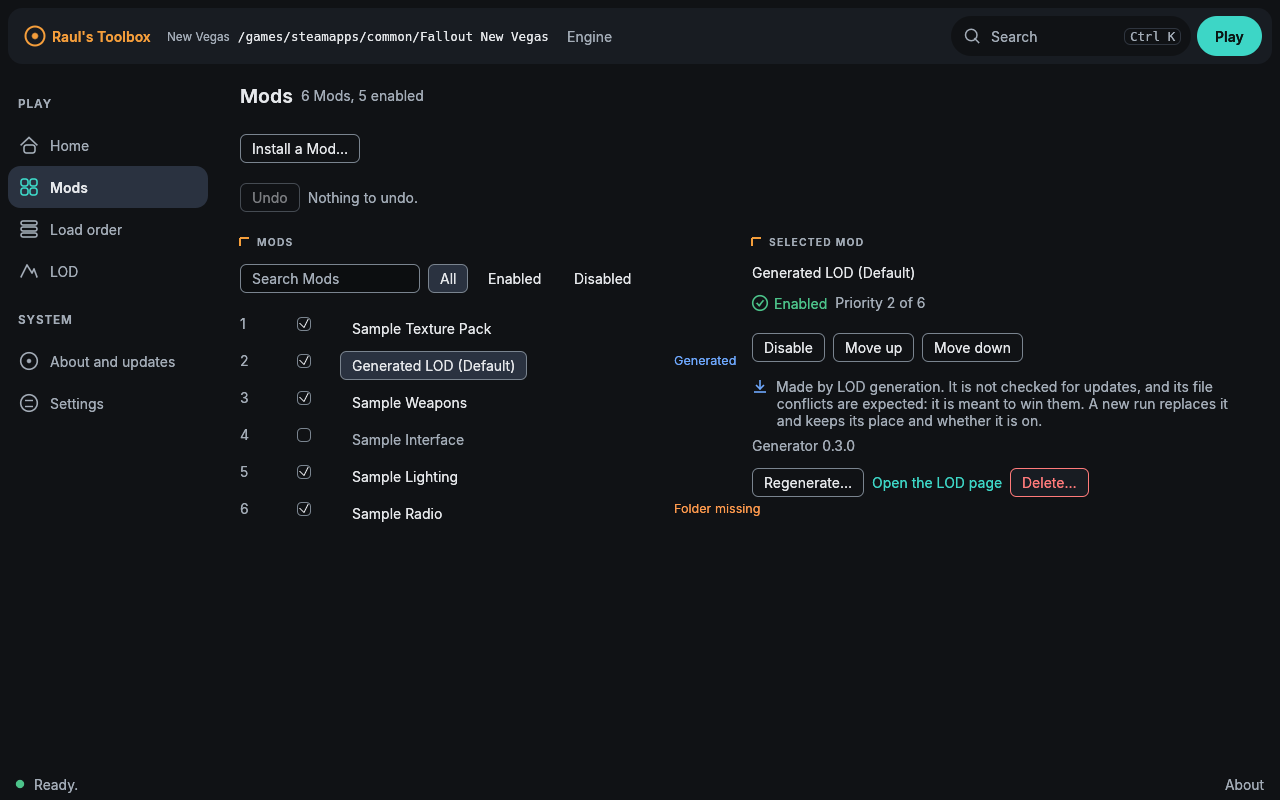 Raul's Toolbox New Vegas /games/steamapps/common/Fallout New Vegas Engine Search Ctrl K Play
PLAY
Home
Mods
Load order
LOD
SYSTEM
About and updates
Settings
Mods 6 Mods, 5 enabled
Install a Mod...
Undo Nothing to undo.
MODS
Search Mods All Enabled Disabled
1 Sample Texture Pack
2 Generated LOD (Default) Generated
3 Sample Weapons
4 Sample Interface
5 Sample Lighting
6 Sample Radio Folder missing
SELECTED MOD
Generated LOD (Default)
Enabled Priority 2 of 6
Disable Move up Move down
Made by LOD generation. It is not checked for updates, and its file
conflicts are expected: it is meant to win them. A new run replaces it
and keeps its place and whether it is on.
Generator 0.3.0
Regenerate... Open the LOD page Delete...
Ready. About